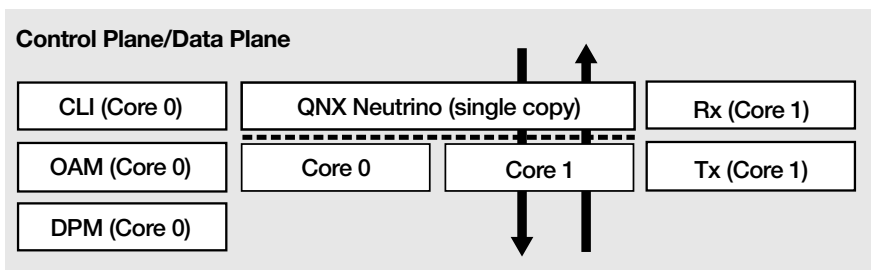 Control Plane/Data Plane
CLI (Core 0)
QNX Neutrino (single copy)
Rx (Core 1)
OAM (Core 0)
Core 0
Core 1
Tx (Core 1)
DPM (Core 0)